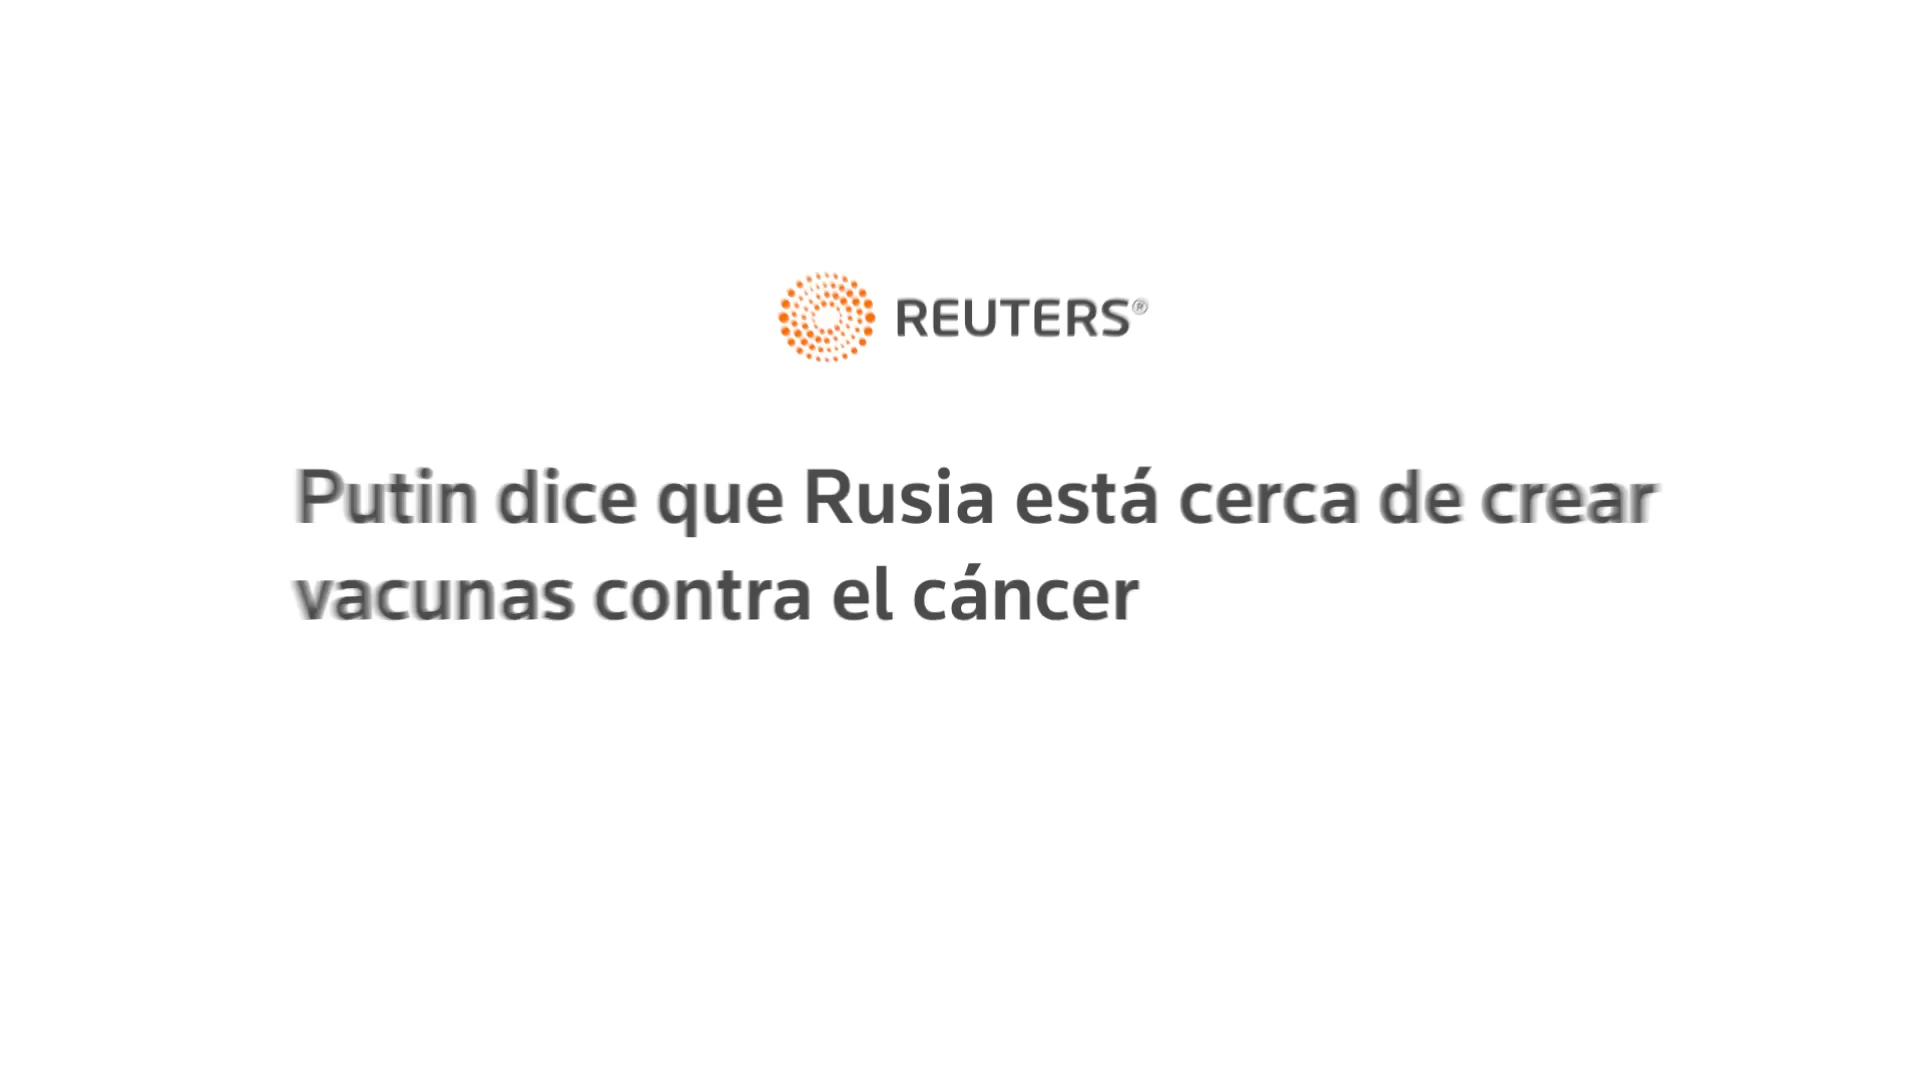 REUTERS®
Putin dice que Rusia está cerca de crear
vacunas contra el cáncer